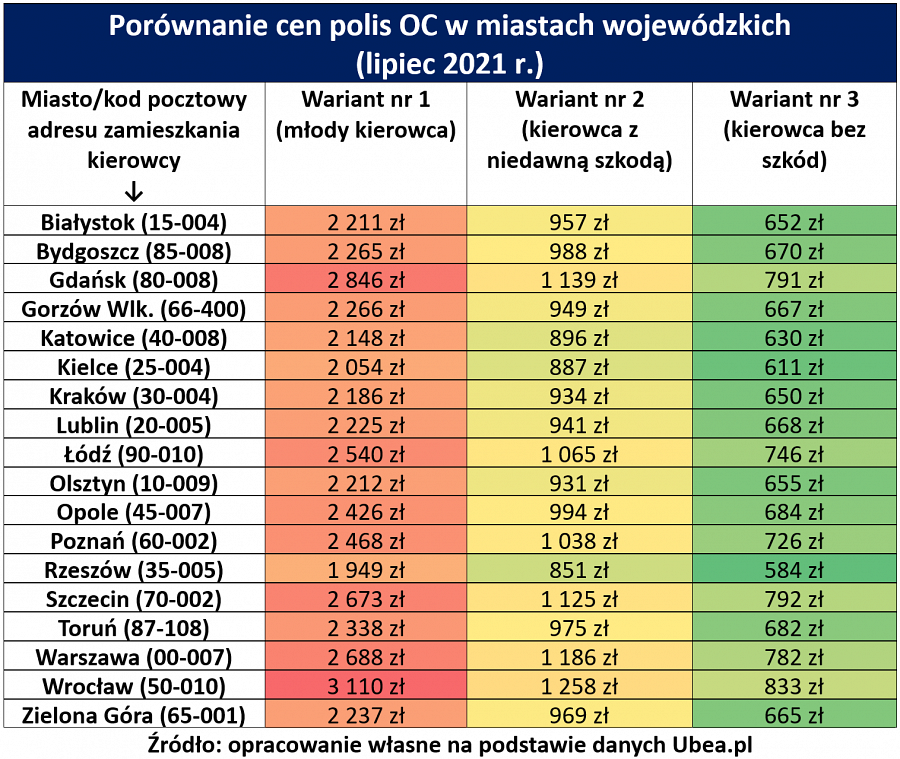 Porównanie cen polis OC w miastach wojewódzkich
(lipiec 2021 r.)
Miasto/kod pocztowy
adresu zamieszkania
kierowcy
↓
Wariant nr 1
(młody kierowca)
Wariant nr 2
(kierowca z
niedawną szkodą)
Wariant nr 3
(kierowca bez
szkód)
Białystok (15-004) 2 211 zł 957 zł 652 zł
Bydgoszcz (85-008) 2 265 zł 988 zł 670 zł
Gdańsk (80-008) 2 846 zł 1 139 zł 791 zł
Gorzów Wlk. (66-400) 2 266 zł 949 zł 667 zł
Katowice (40-008) 2 148 zł 896 zł 630 zł
Kielce (25-004) 2 054 zł 887 zł 611 zł
Kraków (30-004) 2 186 zł 934 zł 650 zł
Lublin (20-005) 2 225 zł 941 zł 668 zł
Łódź (90-010) 2 540 zł 1 065 zł 746 zł
Olsztyn (10-009) 2 212 zł 931 zł 655 zł
Opole (45-007) 2 426 zł 994 zł 684 zł
Poznań (60-002) 2 468 zł 1 038 zł 726 zł
Rzeszów (35-005) 1 949 zł 851 zł 584 zł
Szczecin (70-002) 2 673 zł 1 125 zł 792 zł
Toruń (87-108) 2 338 zł 975 zł 682 zł
Warszawa (00-007) 2 688 zł 1 186 zł 782 zł
Wrocław (50-010) 3 110 zł 1 258 zł 833 zł
Zielona Góra (65-001) 2 237 zł 969 zł 665 zł
Źródło: opracowanie własne na podstawie danych Ubea.pl